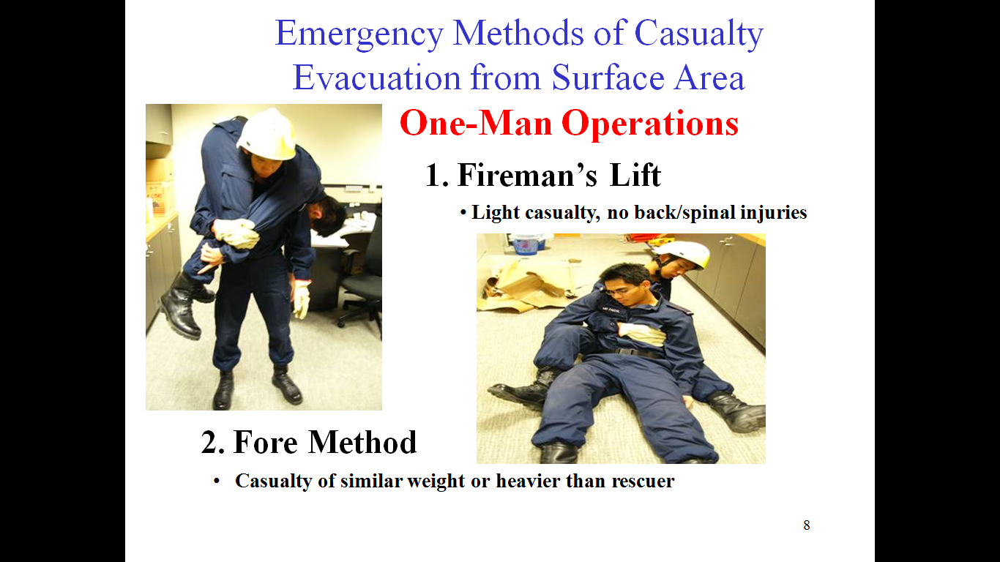 Emergency Methods of Casualty
Evacuation from Surface Area
One-Man Operations
1. Fireman’s Lift
• Light casualty, no back/spinal injuries
2. Fore Method
• Casualty of similar weight or heavier than rescuer
8